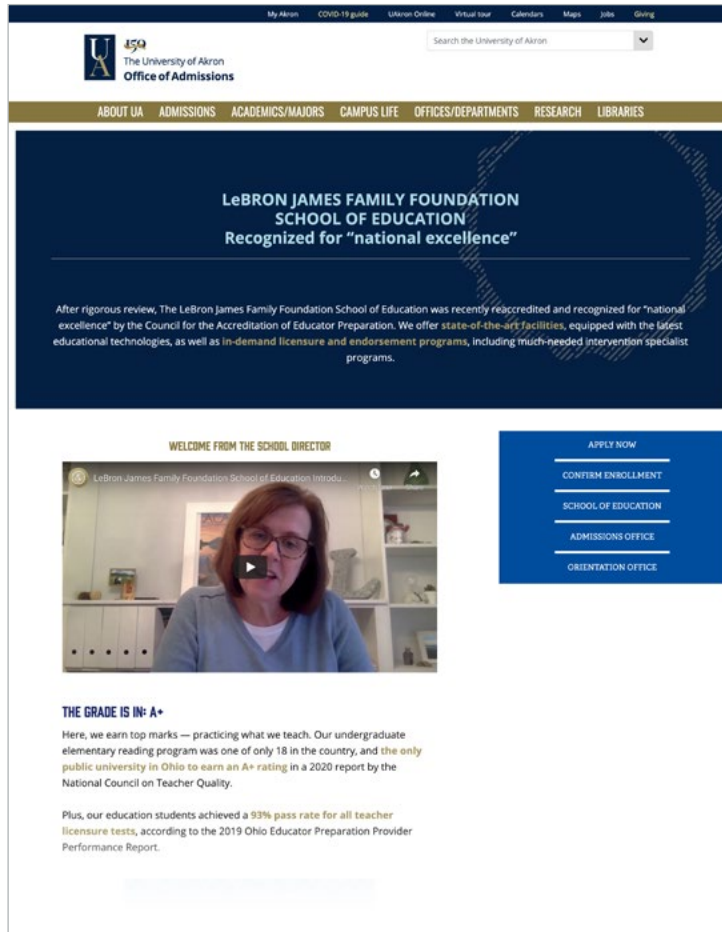 My Akron COVID-19 guide UAkron Online Virtual tour Calendars Maps Jobs Giving
UA
150
The University of Akron
Office of Admissions
Search the University of Akron
ABOUT UA ADMISSIONS ACADEMICS/MAJORS CAMPUS LIFE OFFICES/DEPARTMENTS RESEARCH LIBRARIES
LeBRON JAMES FAMILY FOUNDATION
SCHOOL OF EDUCATION
Recognized for “national excellence”
After rigorous review, The LeBron James Family Foundation School of Education was recently reaccredited and recognized for “national
excellence” by the Council for the Accreditation of Educator Preparation. We offer state-of-the-art facilities, equipped with the latest
educational technologies, as well as in-demand licensure and endorsement programs, including much-needed intervention specialist
programs.
WELCOME FROM THE SCHOOL DIRECTOR
LeBron James Family Foundation School of Education Introdu...
Share
THE GRADE IS IN: A+
Here, we earn top marks — practicing what we teach. Our undergraduate
elementary reading program was one of only 18 in the country, and the only
public university in Ohio to earn an A+ rating in a 2020 report by the
National Council on Teacher Quality.
Plus, our education students achieved a 93% pass rate for all teacher
licensure tests, according to the 2019 Ohio Educator Preparation Provider
Performance Report.
APPLY NOW
CONFIRM ENROLLMENT
SCHOOL OF EDUCATION
ADMISSIONS OFFICE
ORIENTATION OFFICE